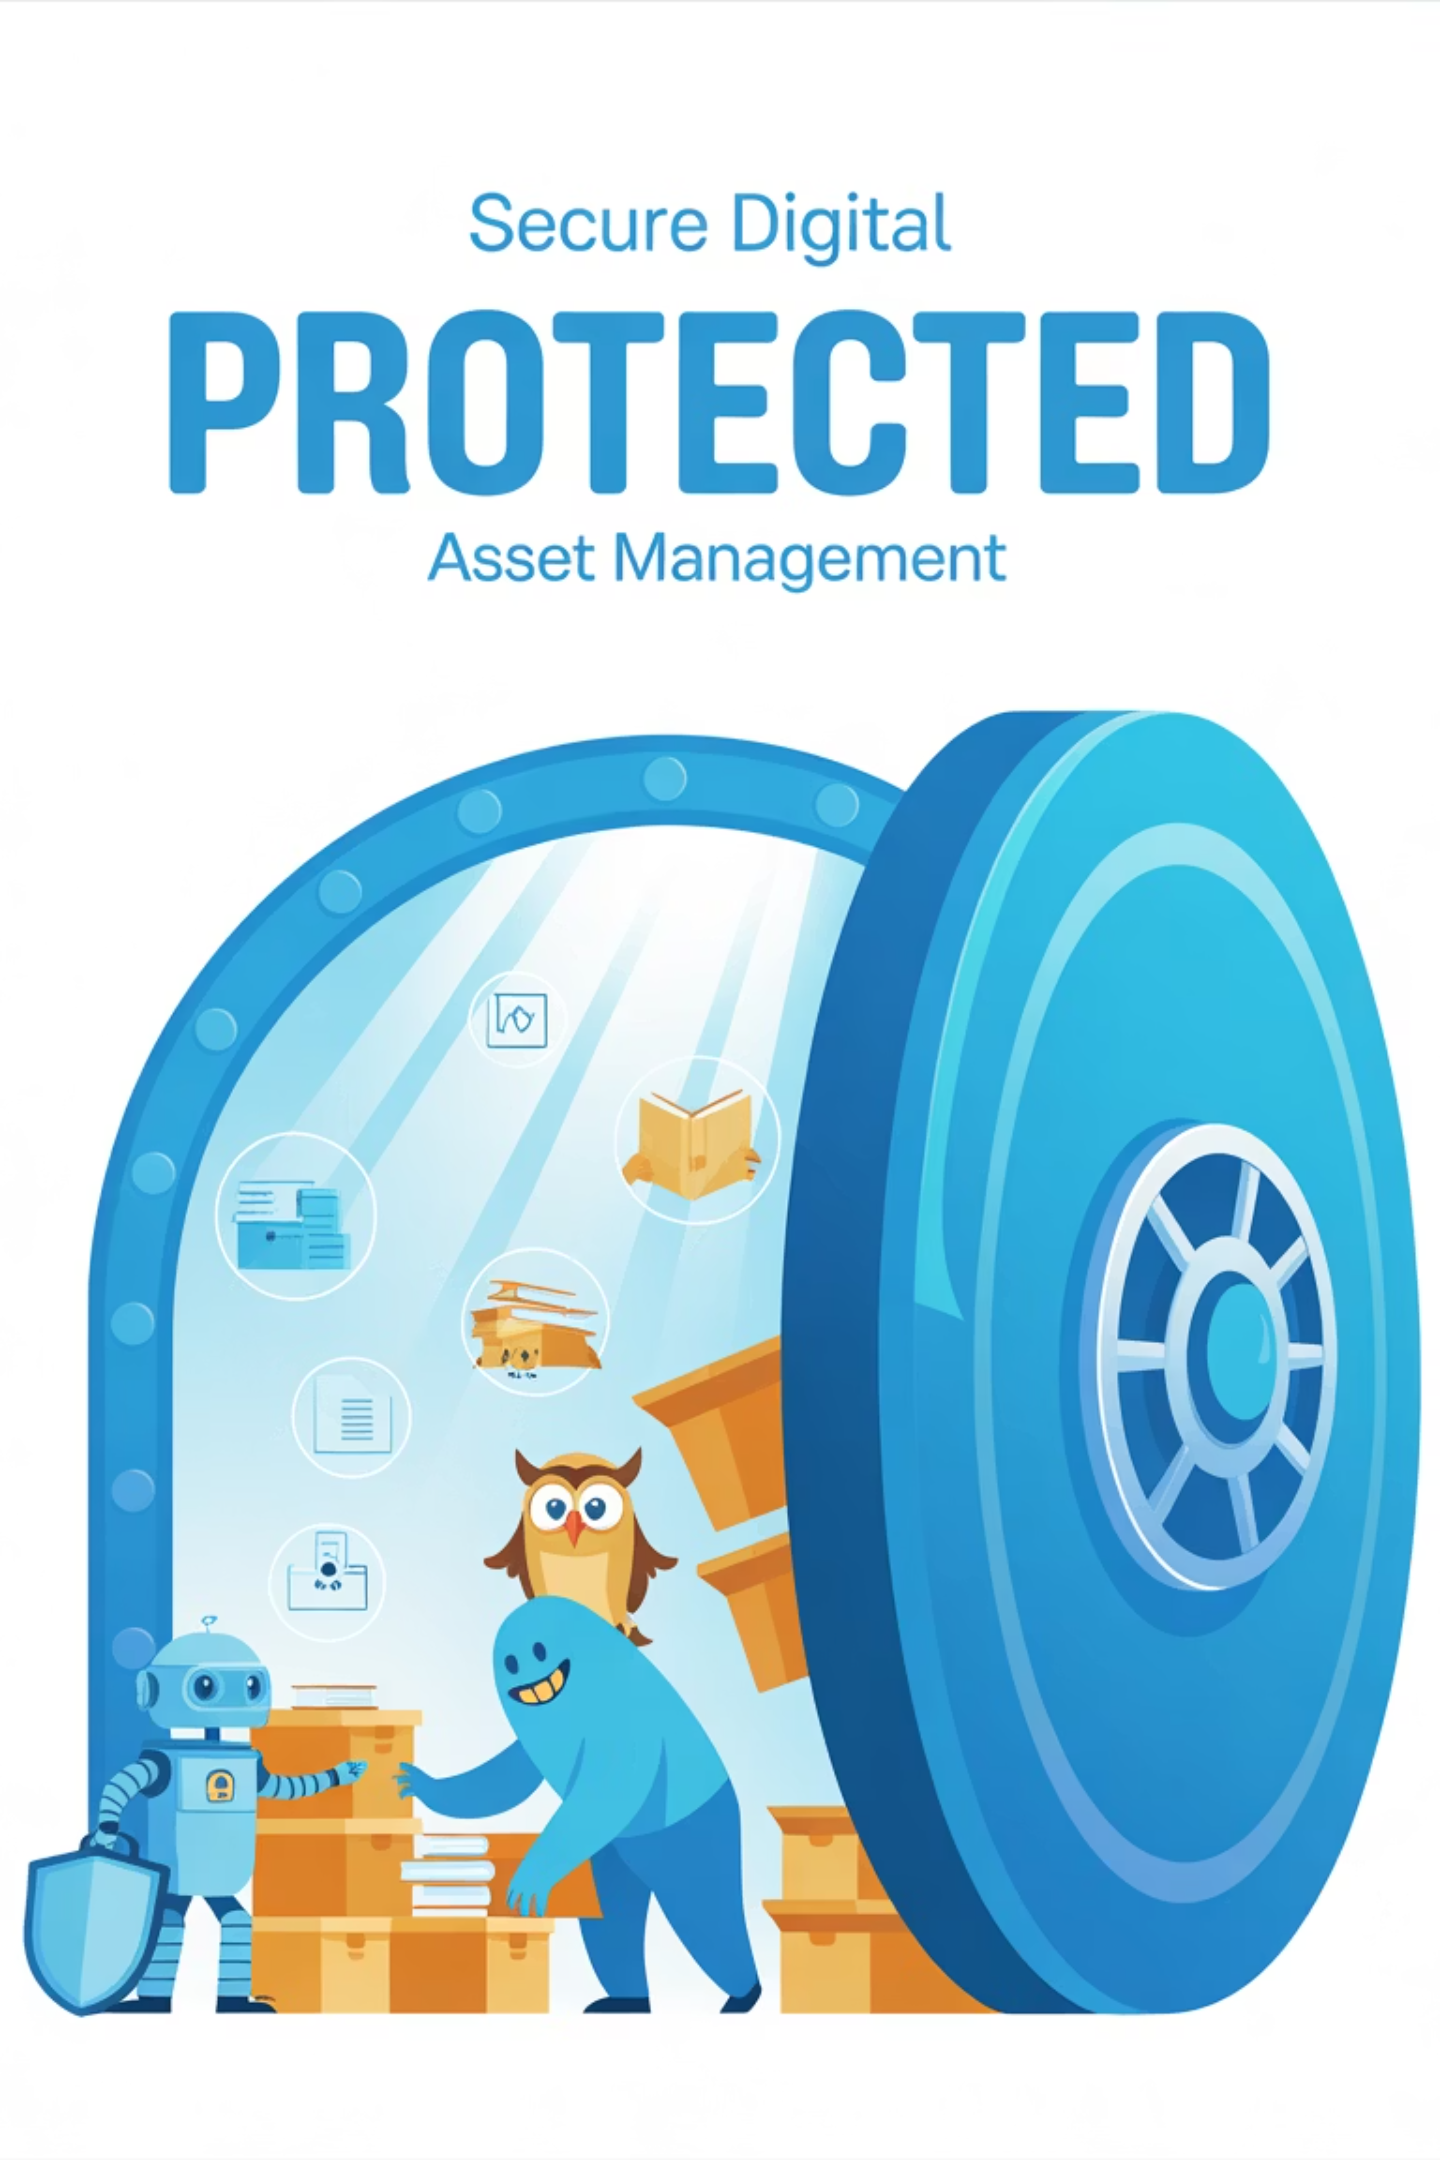 Secure Digital
PROTECTED
Asset Management